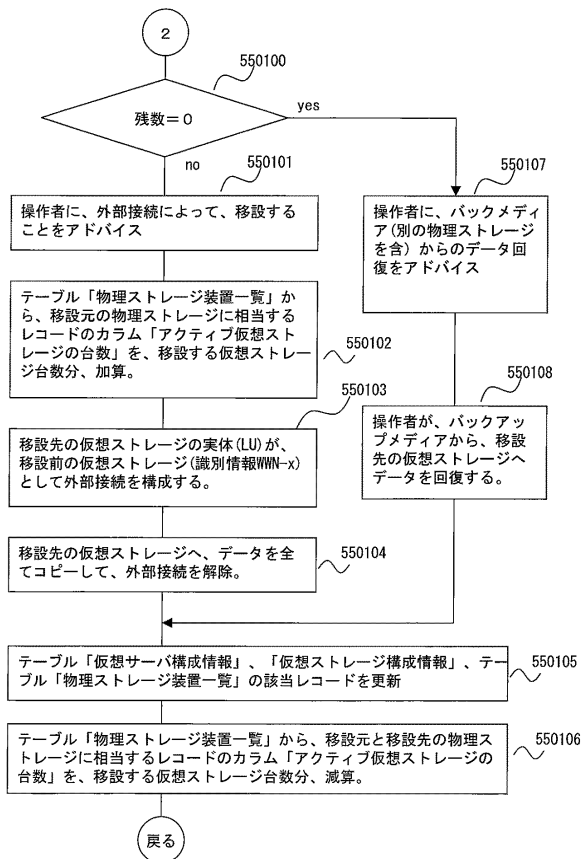 2
550100
残数＝0
yes
no
550101
操作者に、外部接続によって、移設する
ことをアドバイス
テーブル「物理ストレージ装置一覧」か
ら、移設元の物理ストレージに相当する
レコードのカラム「アクティブ仮想スト
レージの台数」を、移設する仮想ストレー
ジ台数分、加算。
550102
550103
移設先の仮想ストレージの実体(LU)が、
移設前の仮想ストレージ(識別情報WWN-x)
として外部接続を構成する。
移設先の仮想ストレージへ、データを全
てコピーして、外部接続を解除。
550104
550107
操作者に、バックメディ
ア(別の物理ストレージ
を含)からのデータ回
復をアドバイス
550108
操作者が、バックアッ
プメディアから、移設
先の仮想ストレージへ
データを回復する。
テーブル「仮想サーバ構成情報」、「仮想ストレージ構成情報」、テー
ブル「物理ストレージ装置一覧」の該当レコードを更新
550105
テーブル「物理ストレージ装置一覧」から、移設元と移設先の物理ス
トレージに相当するレコードのカラム「アクティブ仮想ストレージの
台数」を、移設する仮想ストレージ台数分、減算。
550106
戻る